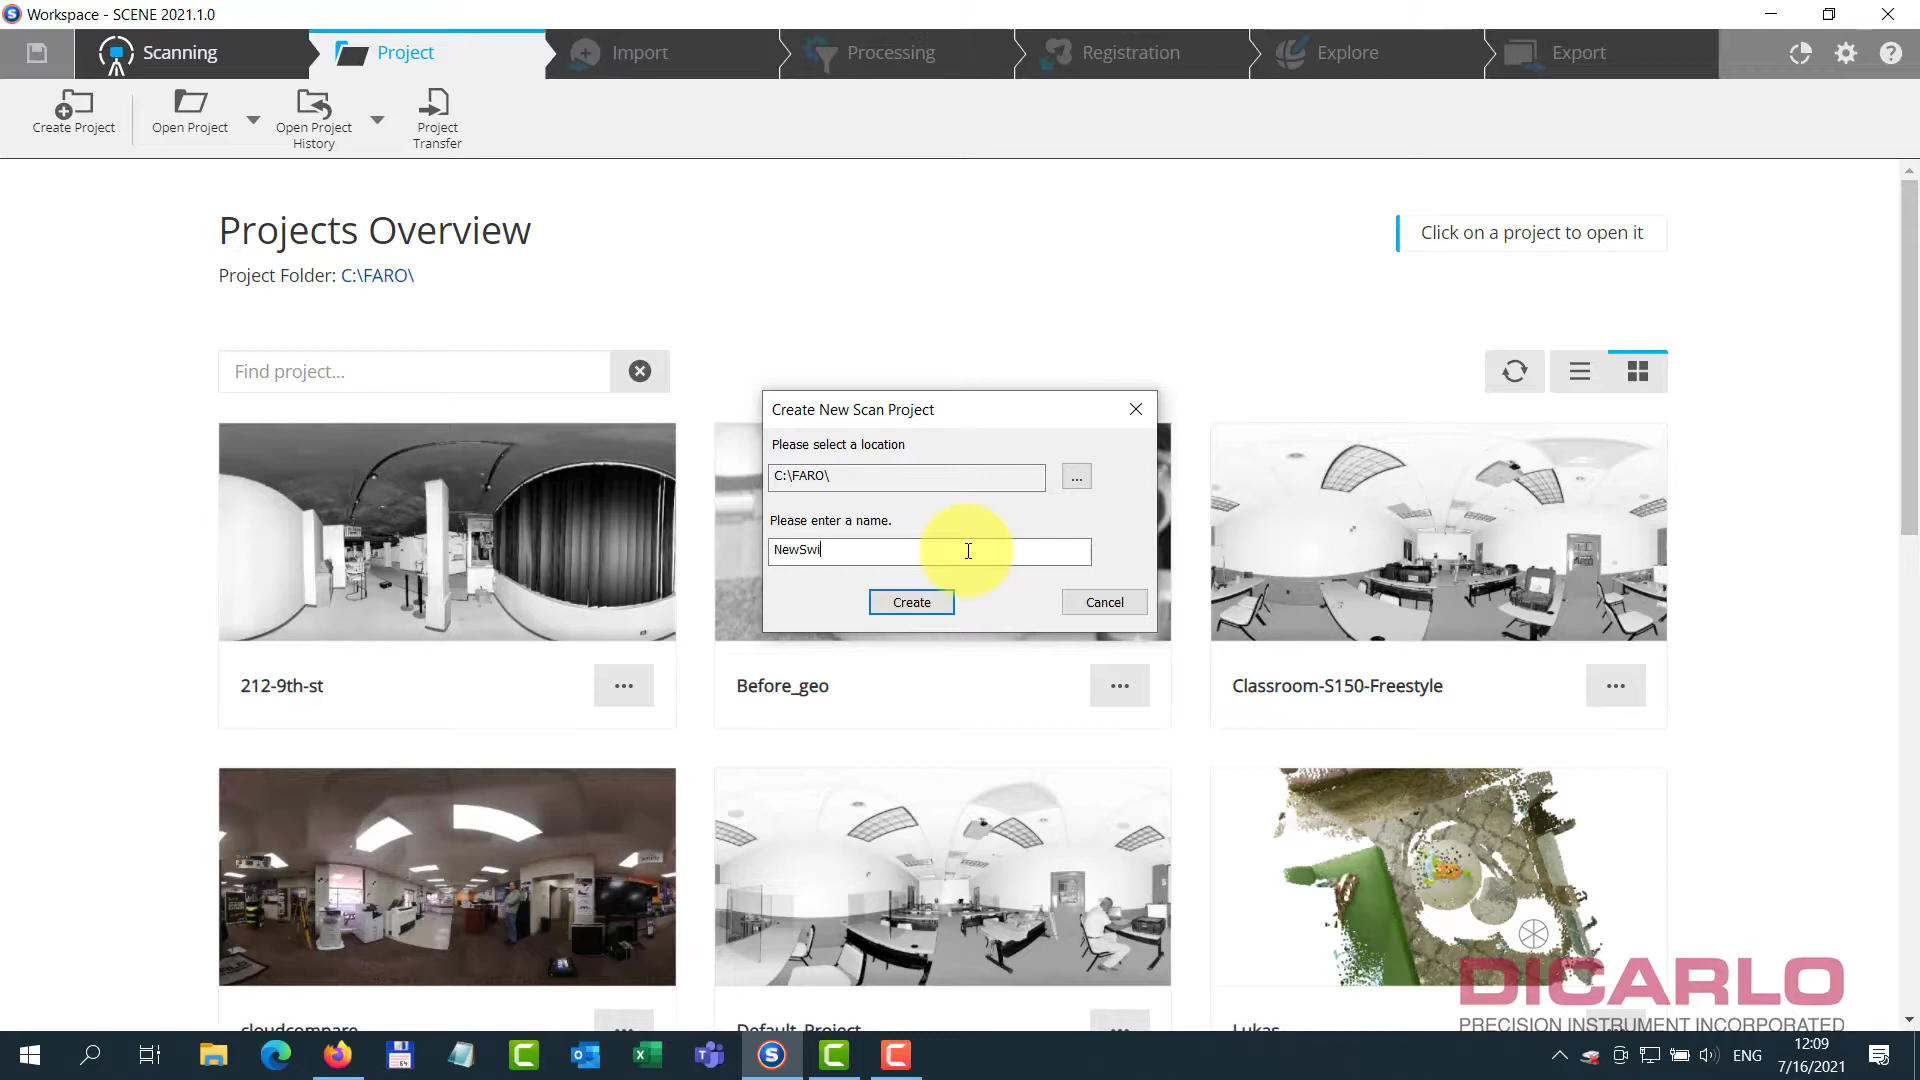 Workspace - SCENE 2021.1.0
Scanning
Project
Import
Processing
Registration
Explore
Export
Create Project
Open Project
Open Project History
Project Transfer
Projects Overview
Click on a project to open it
Project Folder: C:\FARO\
Find project...
Create New Scan Project
Please select a location
C:\FARO\
...
Please enter a name.
NewSwi
Create
Cancel
212-9th-st
Before_geo
Classroom-S150-Freestyle
cloudcompare
Default_Project
Lukas
DICARLO
PRECISION INSTRUMENT INCORPORATED
ENG
12:09
7/16/2021